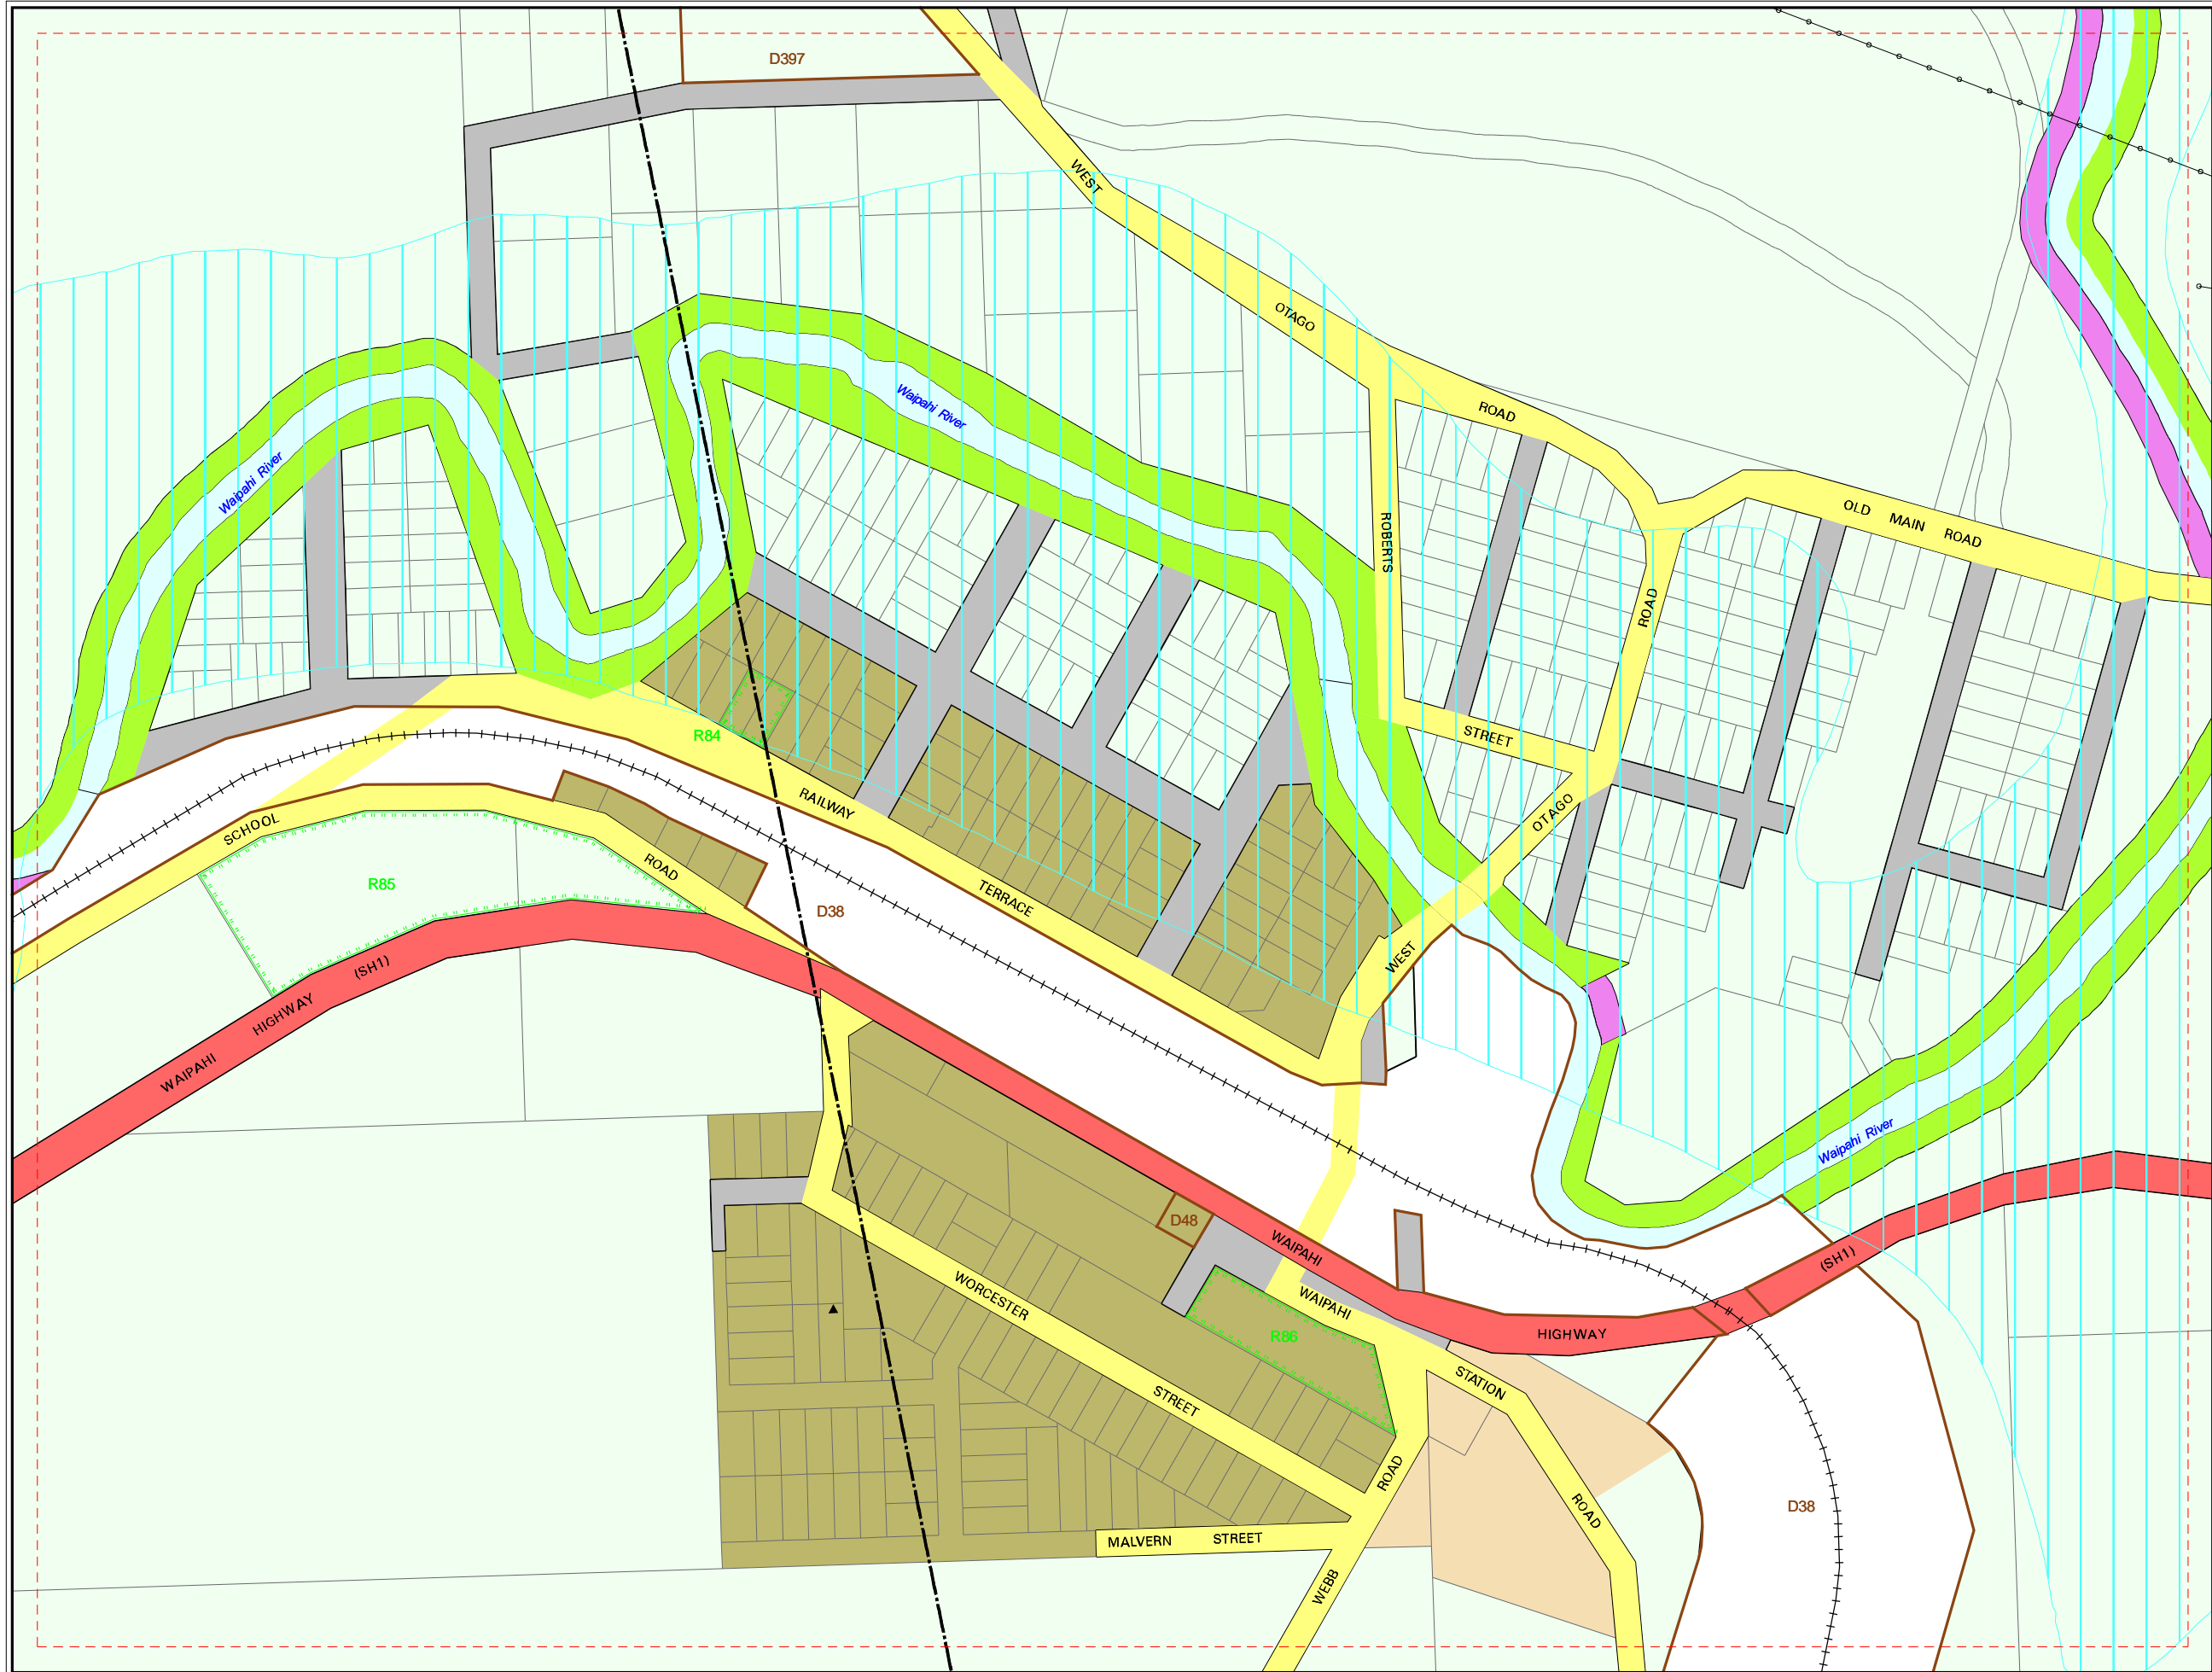 D397
WEST
OTAGO
ROAD
Waipahi River
Waipahi River
ROBERTS
OLD MAIN ROAD
ROAD
STREET
OTAGO
WEST
R84
RAILWAY
TERRACE
SCHOOL
ROAD
R85
D38
WAIPAHI HIGHWAY (SH1)
Waipahi River
D48
WAIPAHI
HIGHWAY
(SH1)
WAIPAHI
STATION
ROAD
R86
WORCESTER
STREET
ROAD
WEBB
D38
MALVERN STREET